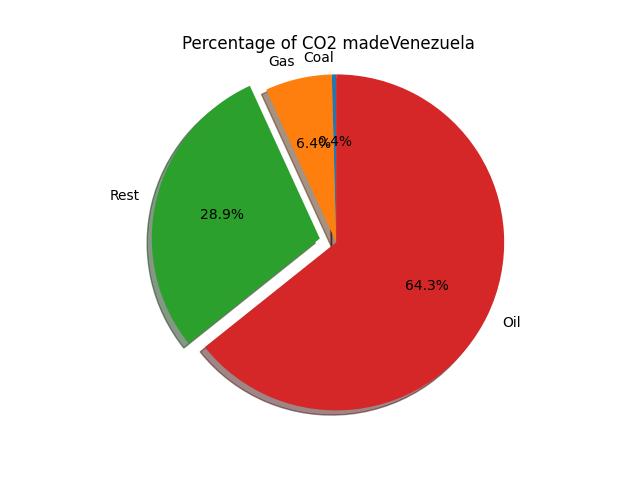 Percentage of CO2 madeVenezuela
Gas
Coal
6.4%
0.4%
Rest
28.9%
64.3%
Oil